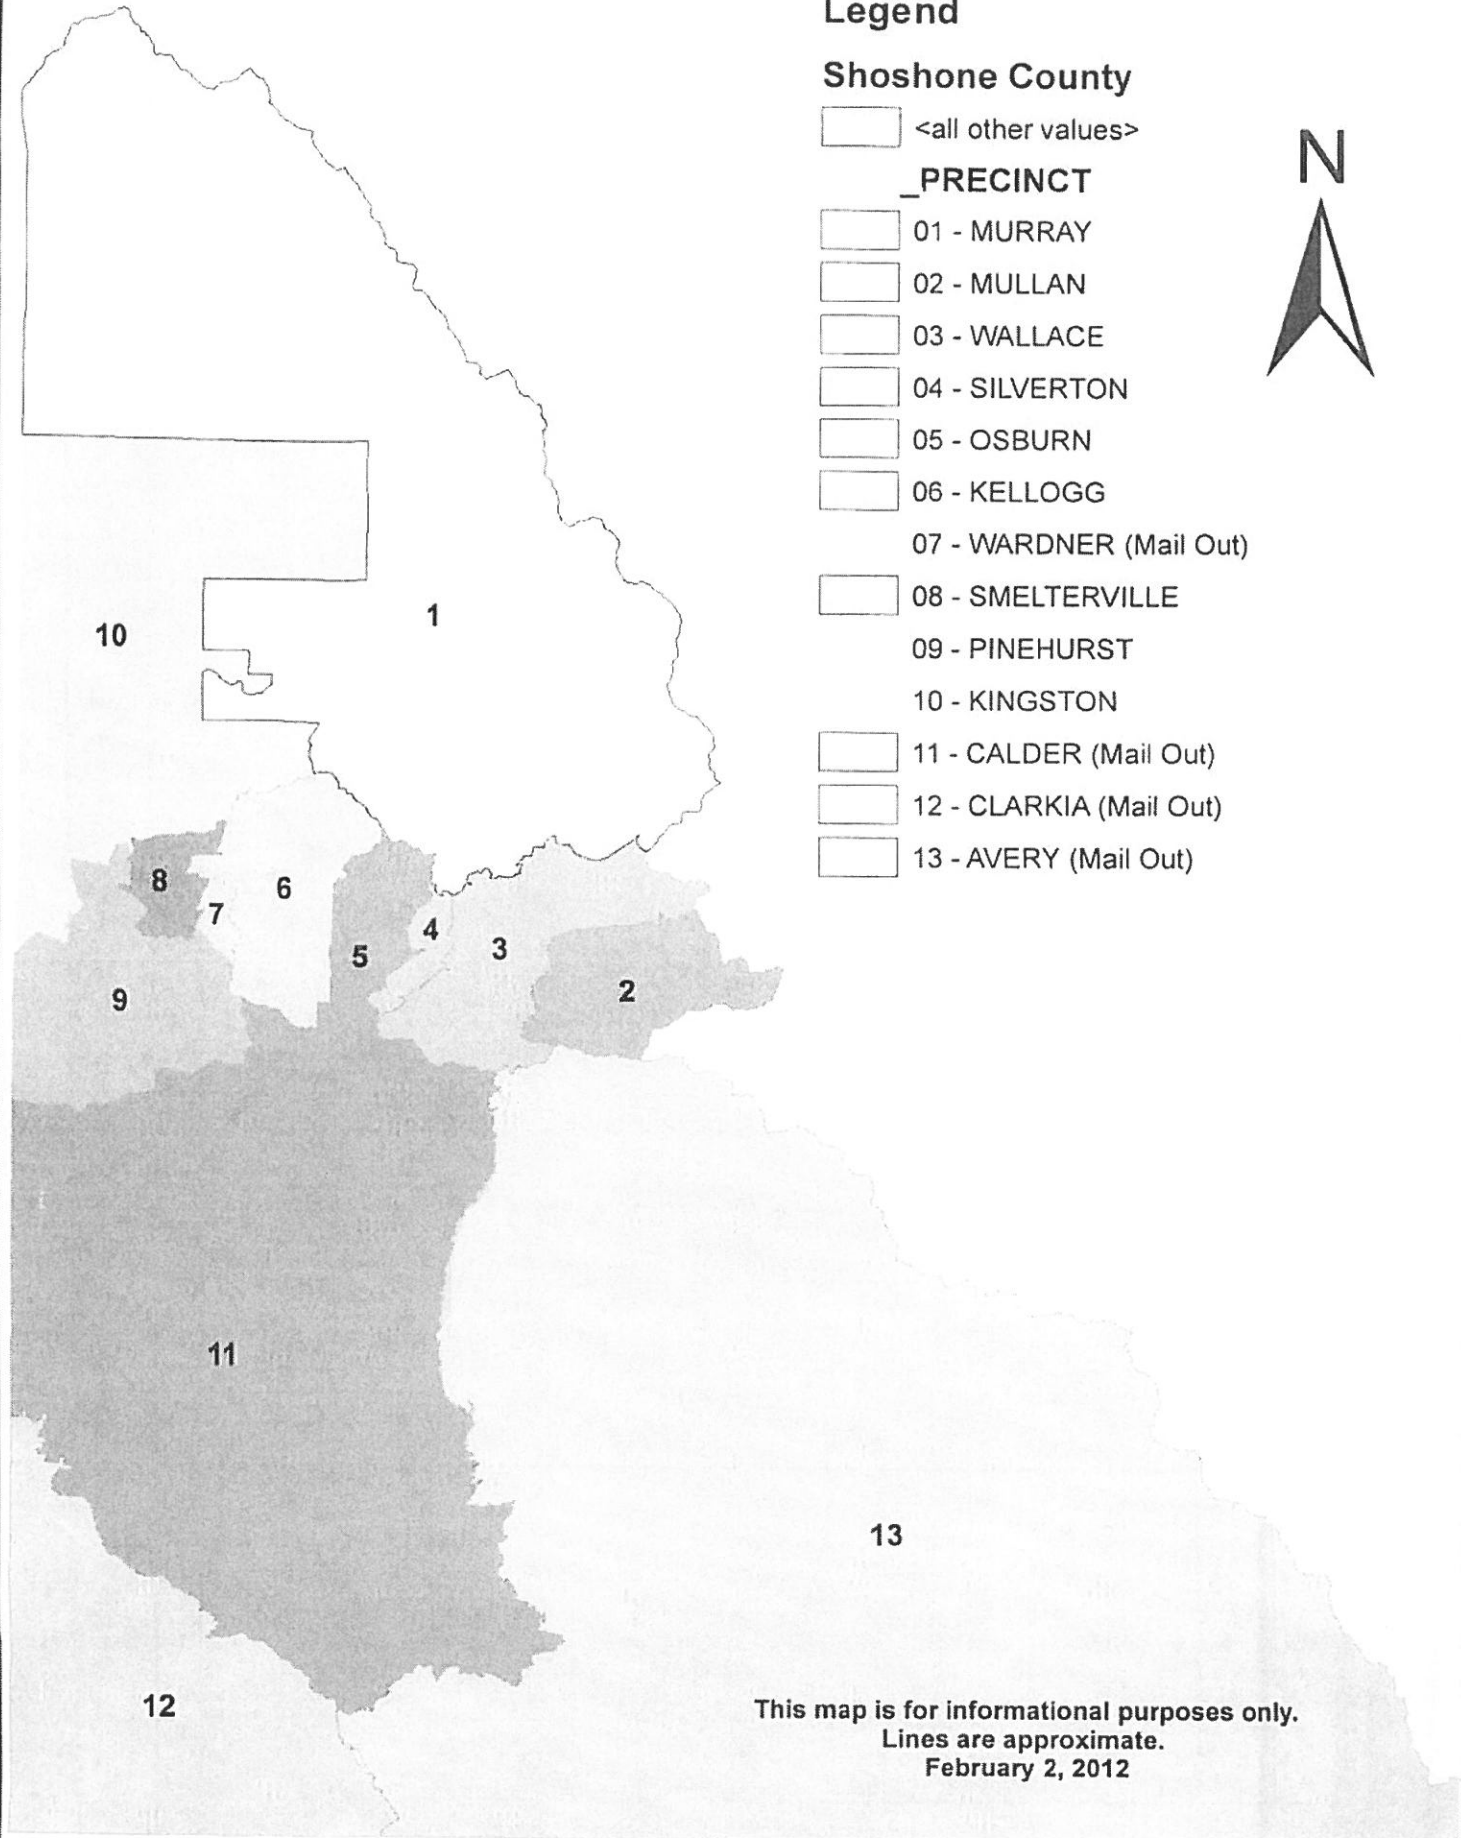 Legend
Shoshone County
<all other values>
_PRECINCT
01 - MURRAY
02 - MULLAN
03 - WALLACE
04 - SILVERTON
05 - OSBURN
06 - KELLOGG
07 - WARDNER (Mail Out)
08 - SMELTERVILLE
09 - PINEHURST
10 - KINGSTON
11 - CALDER (Mail Out)
12 - CLARKIA (Mail Out)
13 - AVERY (Mail Out)
N
1
10
8
6
7
4
5
3
2
9
11
13
12
This map is for informational purposes only.
Lines are approximate.
February 2, 2012